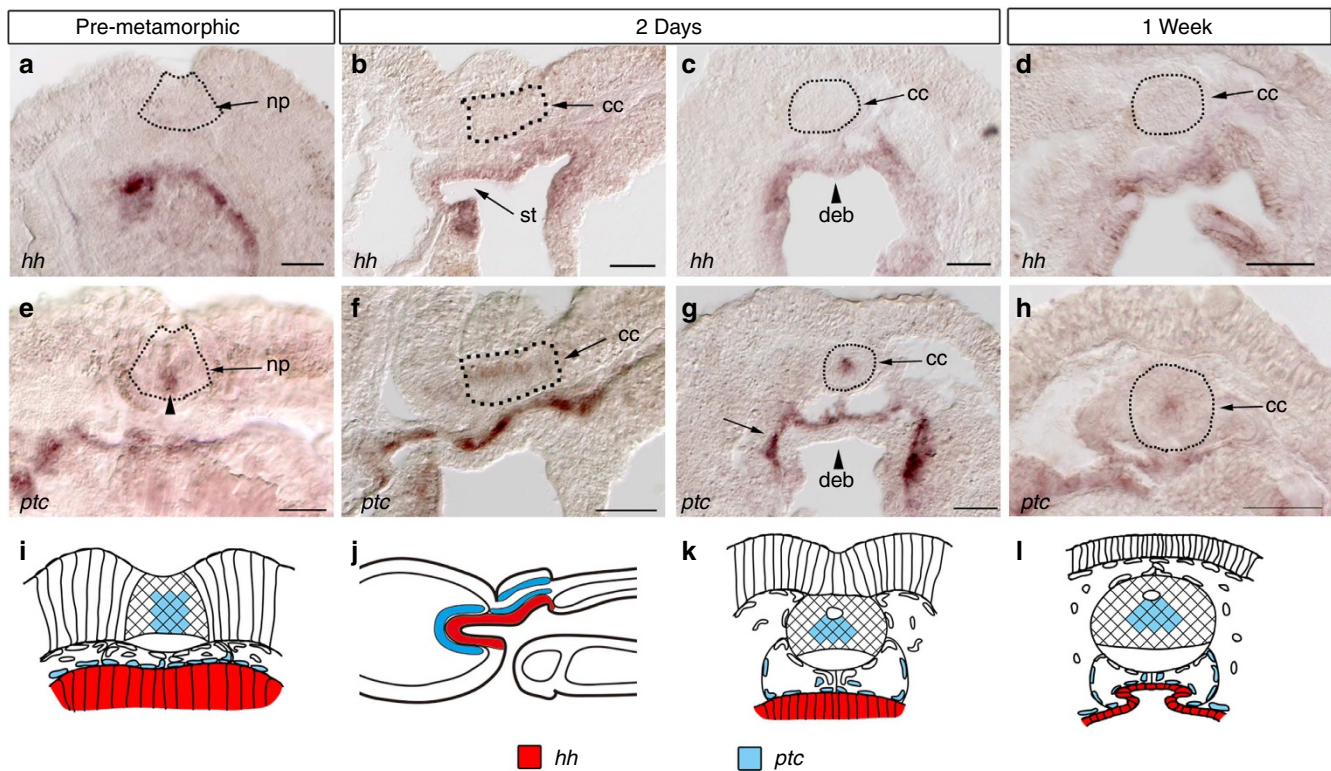 Pre-metamorphic
2 Days
1 Week
a
np
hh
b
cc
st
hh
c
cc
deb
hh
d
cc
hh
e
np
ptc
f
cc
ptc
g
cc
deb
ptc
h
cc
ptc
i
j
k
l
hh
ptc